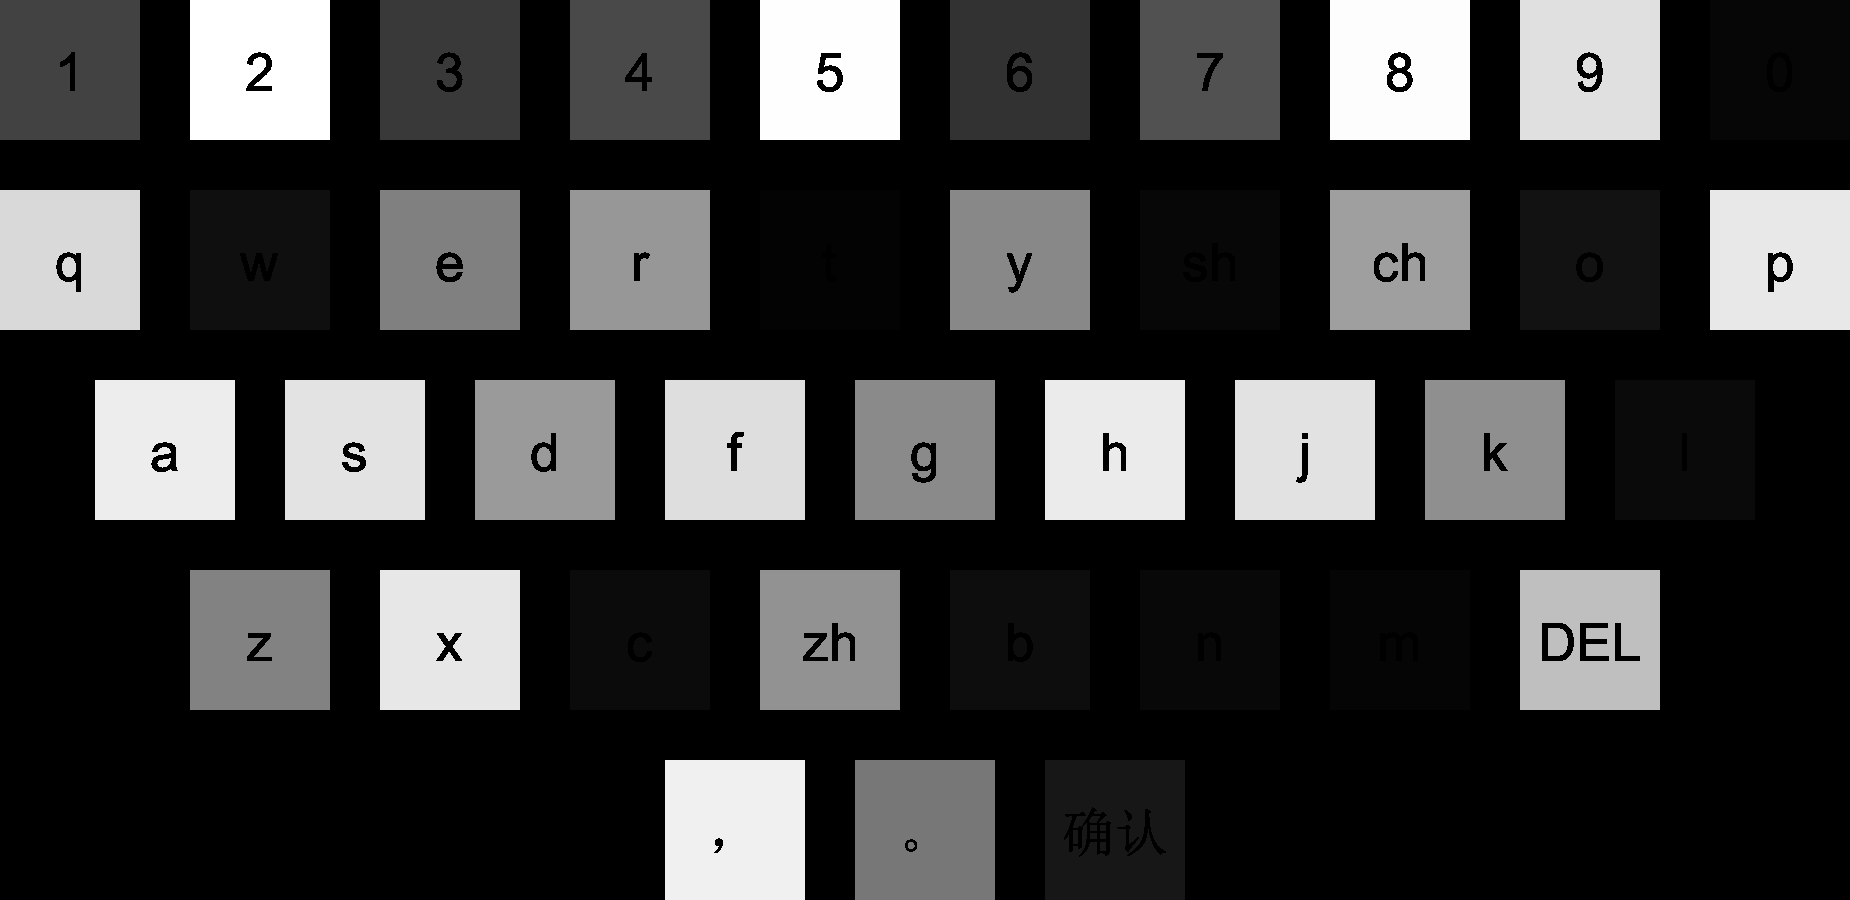 1 2 3 4 5 6 7 8 9 0
q w e r t y sh ch o p
a s d f g h j k l
z x c zh b n m DEL
， 。 确认